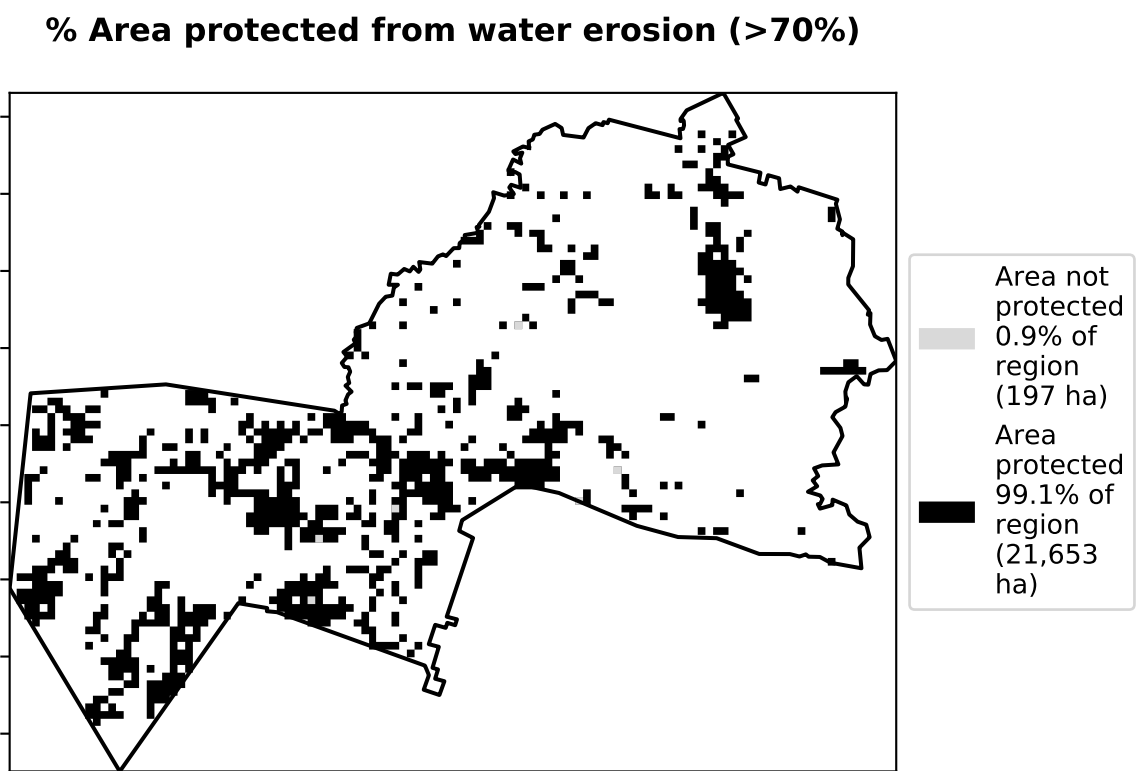 % Area protected from water erosion (>70%)
Area not
protected
0.9% of
region
(197 ha)
Area
protected
99.1% of
region
(21,653
ha)